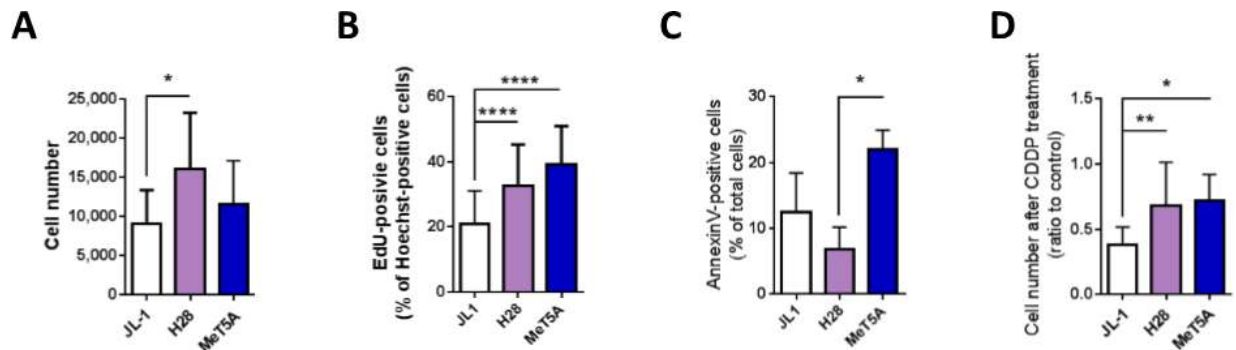 A
Cell number
25,000
20,000
15,000
10,000
5,000
0
*
JL-1
H28
MeT5A
B
EdU-posivie cells
(% of Hoechst-positive cells)
60
40
20
0
****
****
JL1
H28
MeT5A
C
AnnexinV-positive cells
(% of total cells)
30
20
10
0
*
JL1
H28
MeT5A
D
Cell number after CDDP treatment
(ratio to control)
1.5
1.0
0.5
0.0
*
**
JL-1
H28
MeT5A